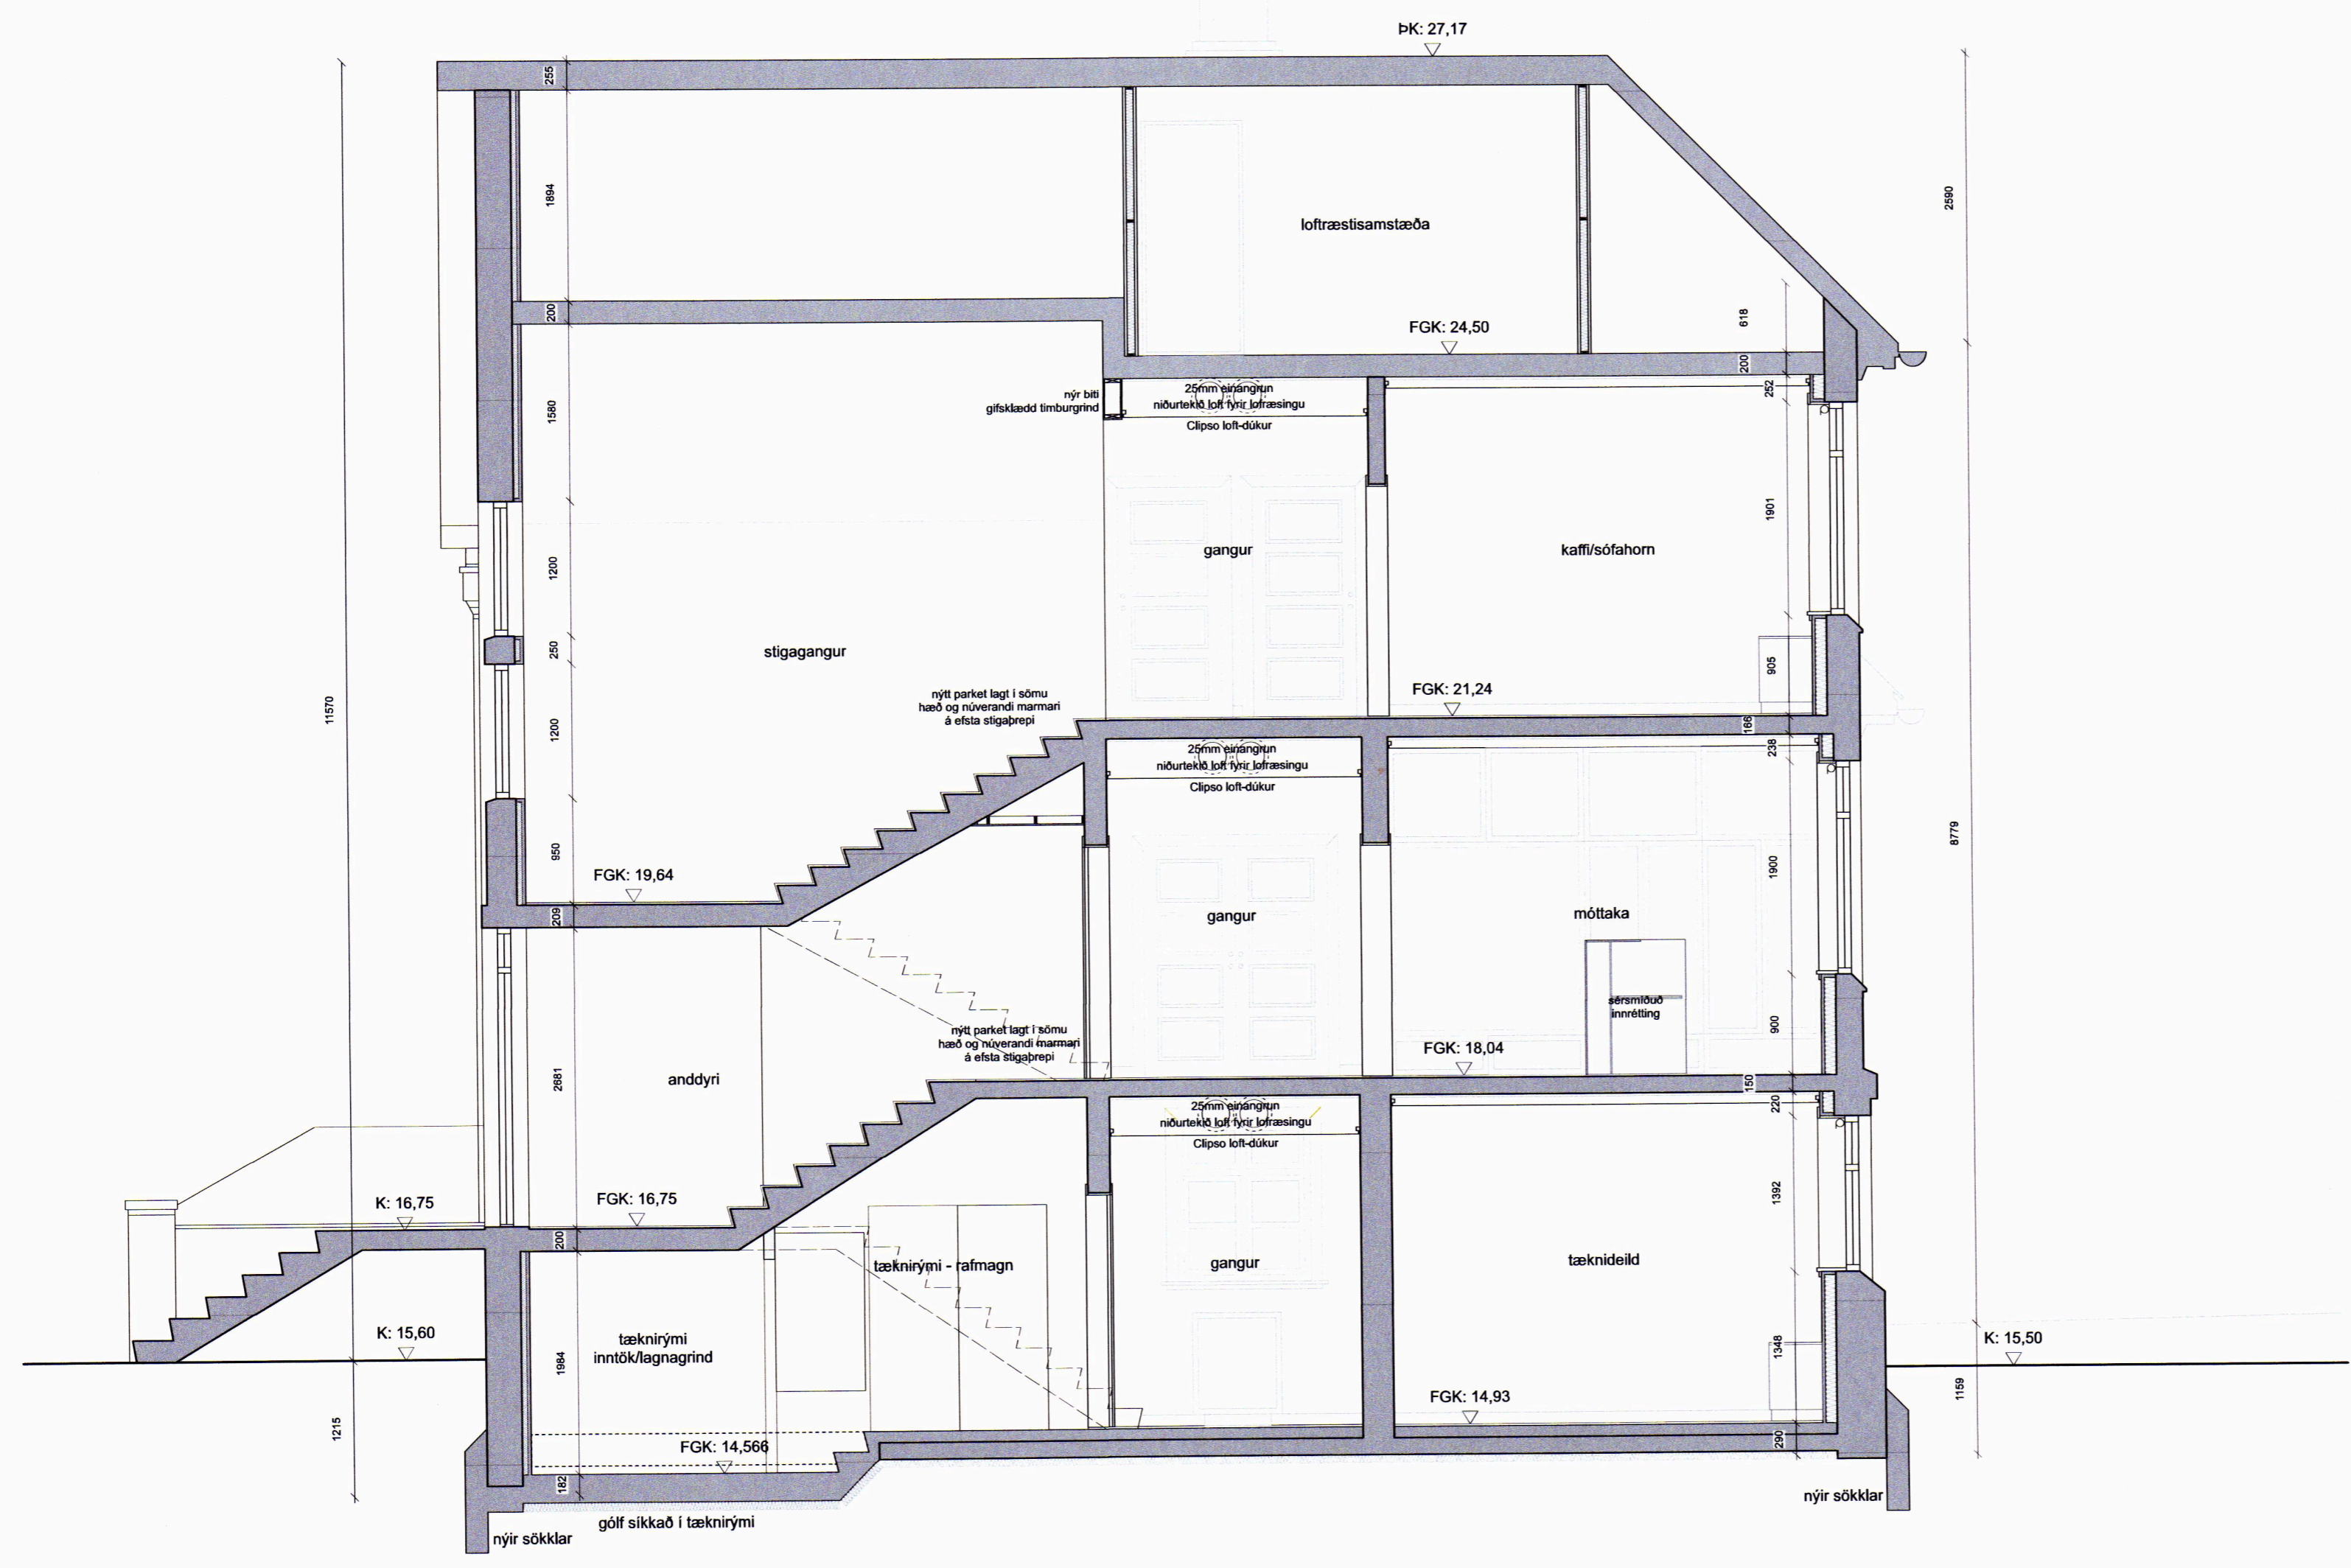 ÞK: 27,17
255
1894
2590
loftræstisamstæða
200
618
FGK: 24,50
200
252
1580
nýr biti
gifsklædd timburgrind
25mm einangrun
niðurtekið loft fyrir lofræsingu
Clipso loft-dúkur
1901
1200
gangur
kaffi/sófahorn
250
stigagangur
905
11570
nýtt parket lagt í sömu
hæð og núverandi marmari
á efsta stigaþrepi
FGK: 21,24
166
1200
238
25mm einangrun
niðurtekið loft fyrir lofræsingu
Clipso loft-dúkur
8779
950
1900
FGK: 19,64
209
gangur
móttaka
sérsmíðuð
innrétting
900
nýtt parket lagt í sömu
hæð og núverandi marmari
á efsta stigaþrepi
FGK: 18,04
2681
anddyri
150
220
25mm einangrun
niðurtekið loft fyrir lofræsingu
Clipso loft-dúkur
K: 16,75
FGK: 16,75
1392
200
tæknirými - rafmagn
gangur
tæknideild
K: 15,60
tæknirými
inntök/lagnagrind
1984
1348
K: 15,50
FGK: 14,93
1159
1215
FGK: 14,566
290
182
nýir sökklar
gólf síkkað í tæknirými
nýir sökklar